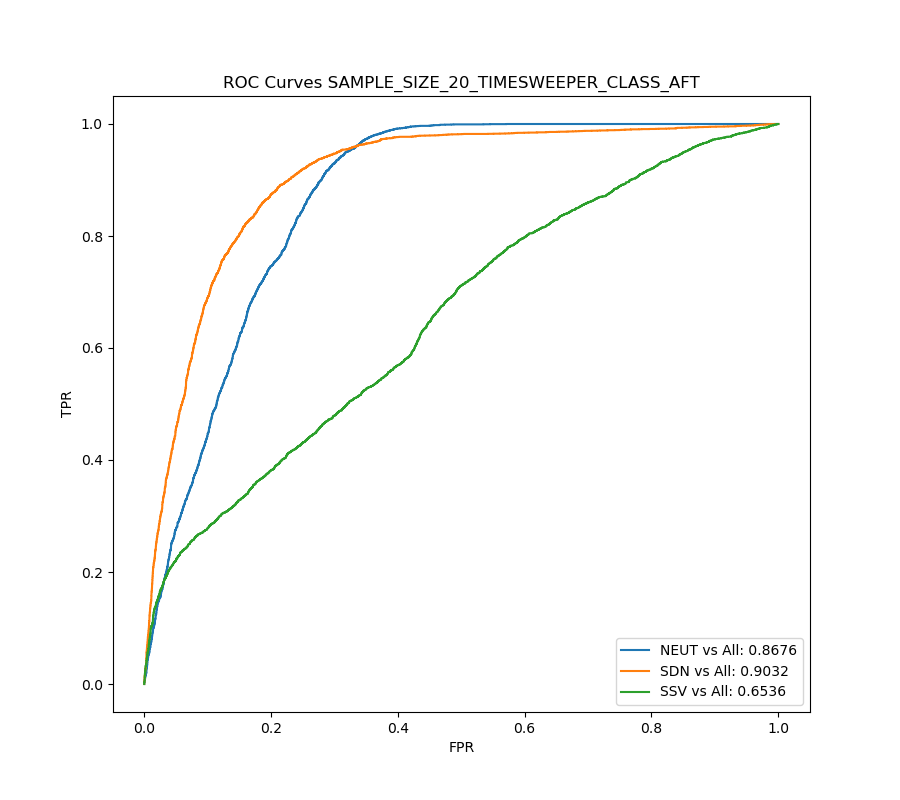 ROC Curves SAMPLE_SIZE_20_TIMESWEEPER_CLASS_AFT
1.0
0.8
0.6
0.4
0.2
0.0
TPR
NEUT vs All: 0.8676
SDN vs All: 0.9032
SSV vs All: 0.6536
0.0 0.2 0.4 0.6 0.8 1.0
FPR